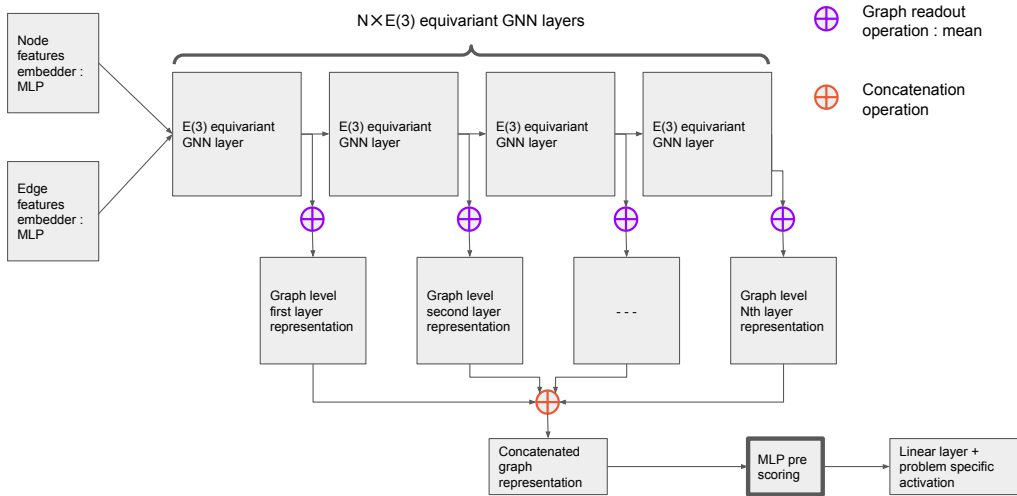 N×E(3) equivariant GNN layers
Graph readout
operation : mean
Concatenation
operation
Node
features
embedder :
MLP
Edge
features
embedder :
MLP
E(3) equivariant
GNN layer
E(3) equivariant
GNN layer
E(3) equivariant
GNN layer
E(3) equivariant
GNN layer
Graph level
first layer
representation
Graph level
second layer
representation
- - -
Graph level
Nth layer
representation
Concatenated
graph
representation
MLP pre
scoring
Linear layer +
problem specific
activation